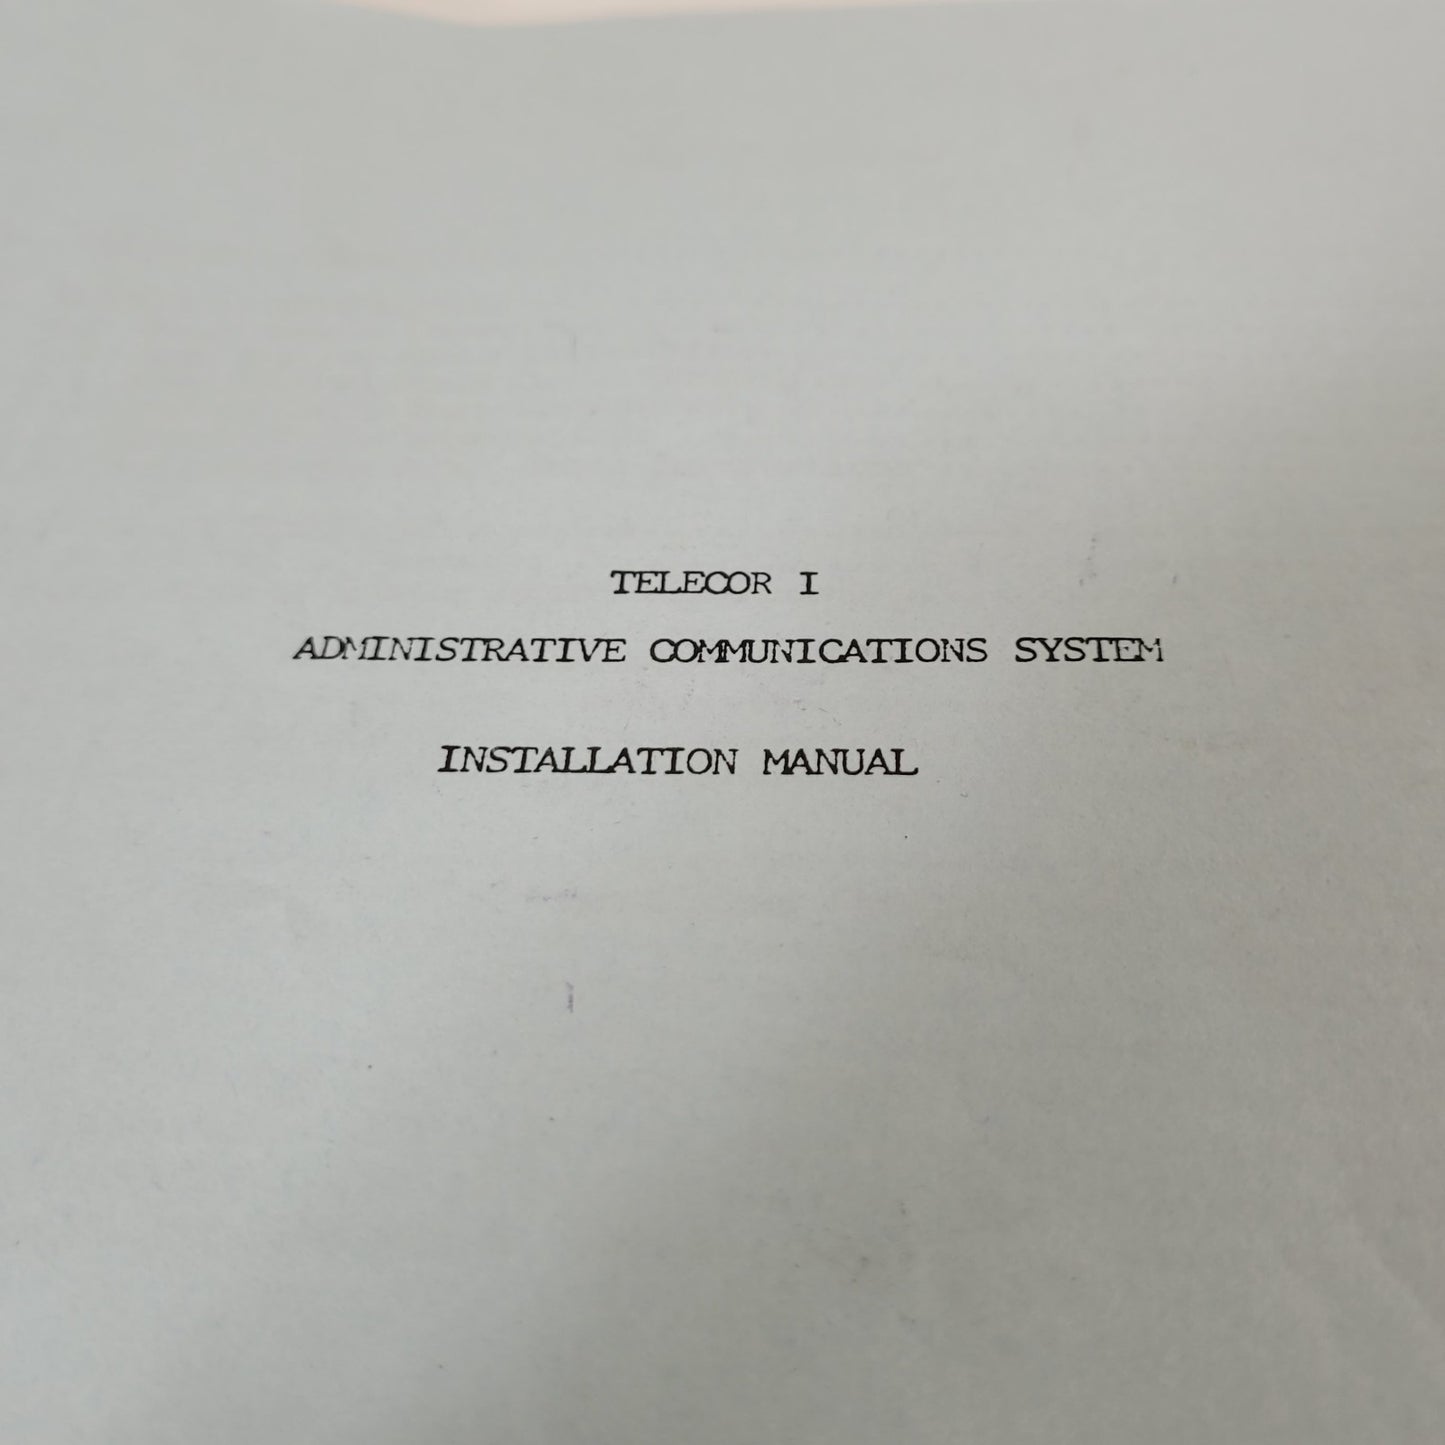 TELECOR I
ADMINISTRATIVE COMMUNICATIONS SYSTEM
INSTALLATION MANUAL